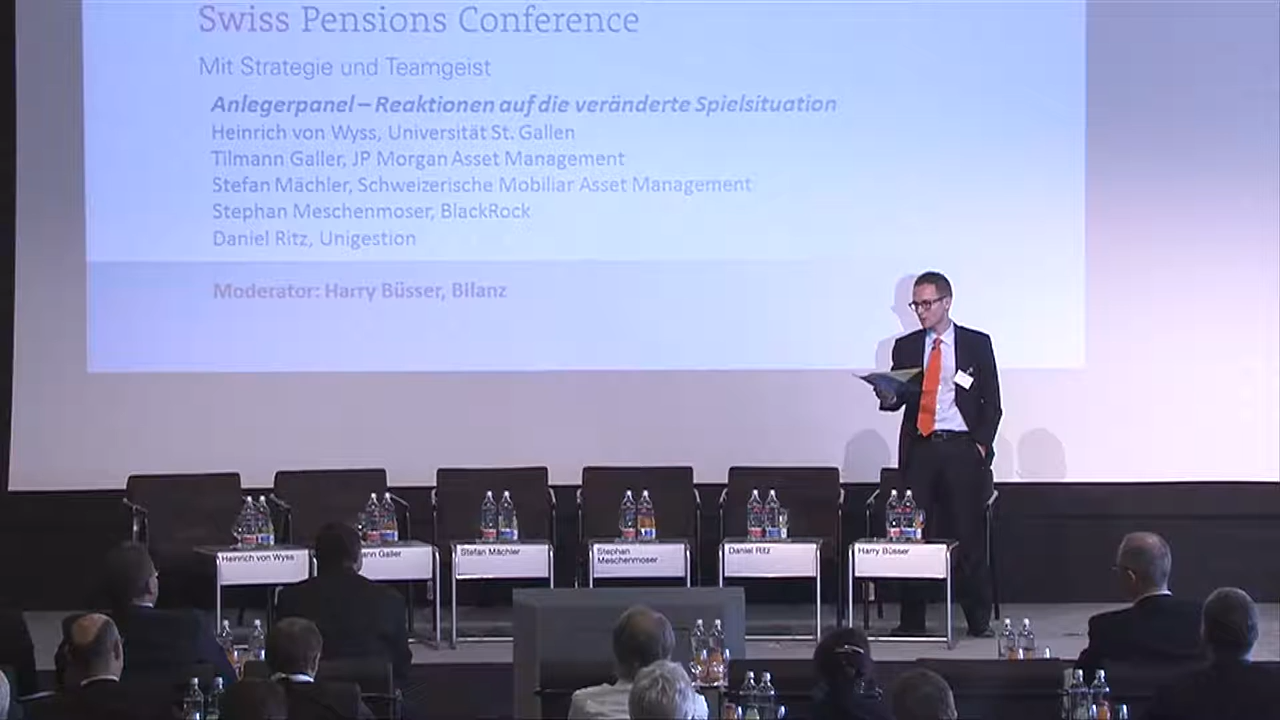 Swiss Pensions Conference
Mit Strategie und Teamgeist
Anlegerpanel – Reaktionen auf die veränderte Spielsituation
Heinrich von Wyss, Universität St. Gallen
Tilmann Galler, JP Morgan Asset Management
Stefan Mächler, Schweizerische Mobiliar Asset Management
Stephan Meschenmoser, BlackRock
Daniel Ritz, Unigestion
Moderator: Harry Büsser, Bilanz
Heinrich von Wyss
ann Galler
Stefan Mächler
Stephan
Meschenmoser
Daniel Ritz
Harry Büsser